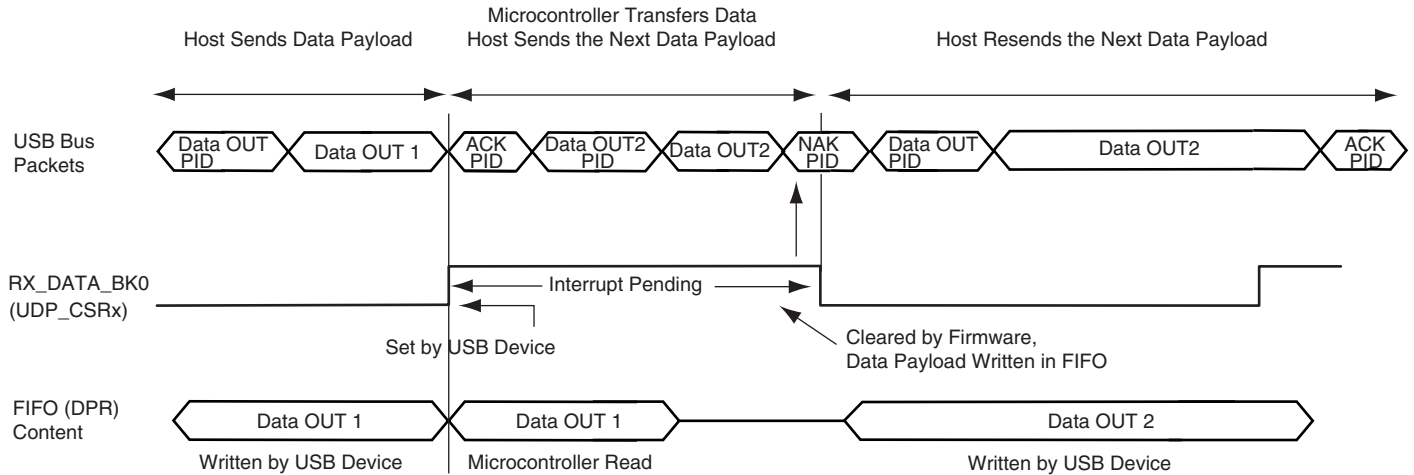 Microcontroller Transfers Data
Host Sends Data Payload
Host Sends the Next Data Payload
Host Resends the Next Data Payload
USB Bus
Packets
Data OUT
PID
Data OUT 1
ACK
PID
Data OUT2
PID
Data OUT2
NAK
PID
Data OUT
PID
Data OUT2
ACK
PID
RX_DATA_BK0
(UDP_CSRx)
Interrupt Pending
Set by USB Device
Cleared by Firmware,
Data Payload Written in FIFO
FIFO (DPR)
Content
Data OUT 1
Data OUT 1
Data OUT 2
Written by USB Device
Microcontroller Read
Written by USB Device